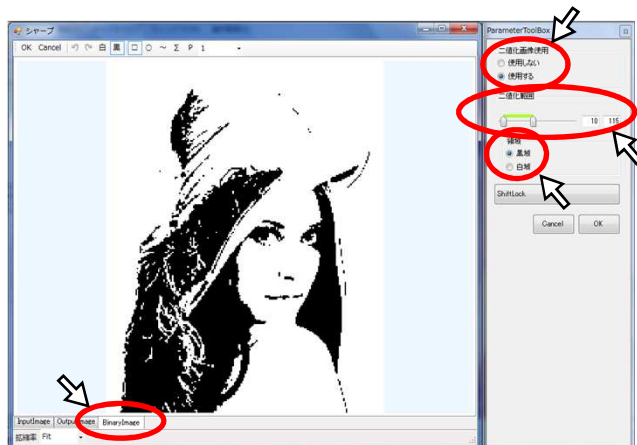 シャープ
OK Cancel 白 黒 □ ○ ~ Σ P 1
InputImage OutputImage BinaryImage
拡縮率 Fit
ParameterToolBox
二値化画像使用
使用しない
使用する
二値化範囲
10 115
領域
黒域
白域
ShiftLock
Cancel OK